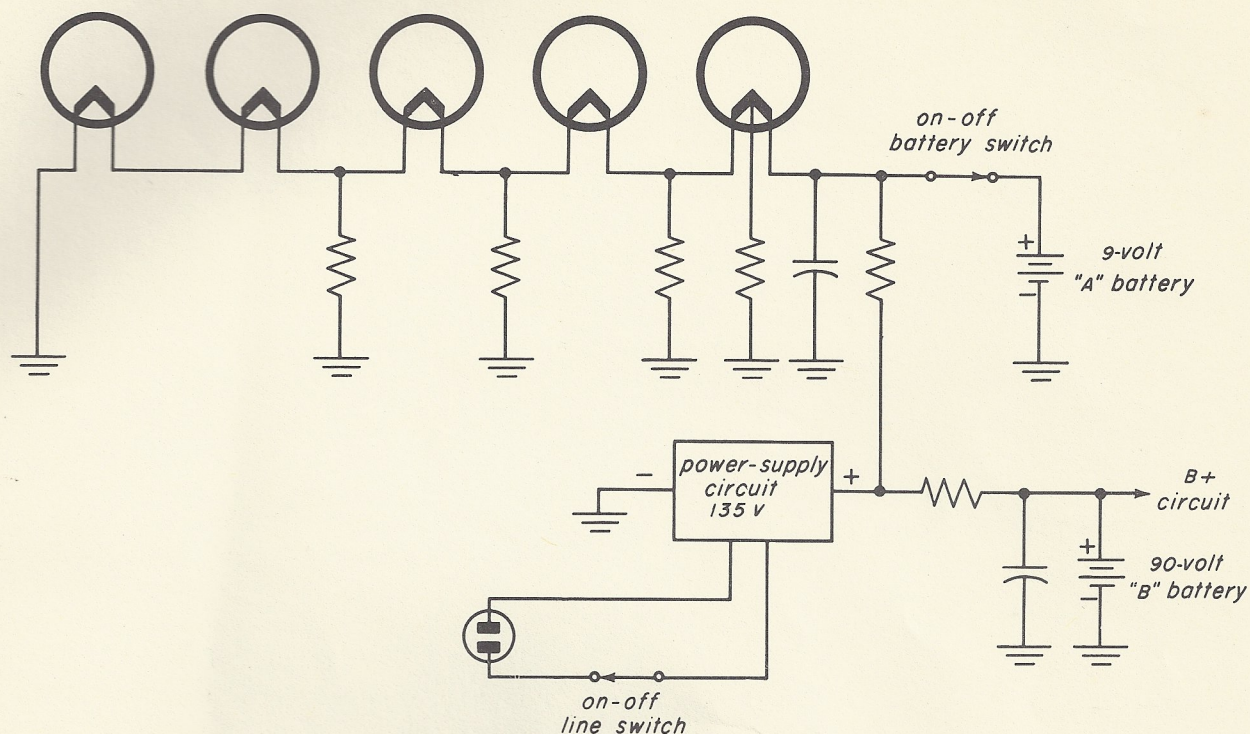 on-off
battery switch
+
9-volt
"A" battery
−
power-supply
circuit
135 V
−
+
B+
circuit
+
90-volt
"B" battery
−
on-off
line switch